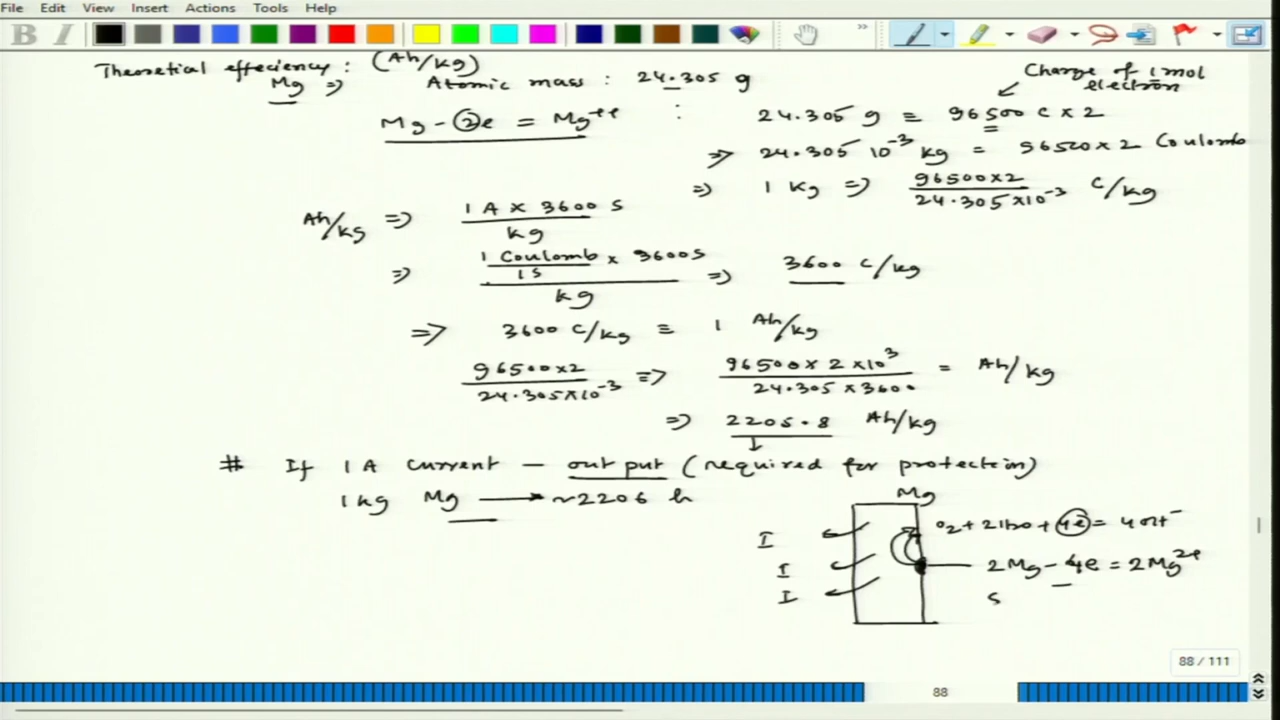 File Edit View Insert Actions Tools Help
B I
Theoretical effeciency : (Ah/kg)
Mg ⇒ Atomic mass : 24.305 g
Charge of 1 mol electron
Mg - 2e = Mg++ : 24.305 g ≡ 96500 C × 2
⇒ 24.305 10⁻³ kg = 96500 × 2 Coulomb
⇒ 1 kg ⇒ 96500×2 / 24.305×10⁻³ C/kg
Ah/kg ⇒ 1 A × 3600 s / kg
⇒ 1 Coulomb / 1s × 3600s / kg ⇒ 3600 C/kg
⇒ 3600 C/kg ≡ 1 Ah/kg
96500×2 / 24.305×10⁻³ ⇒ 96500 × 2 × 10³ / 24.305 × 3600 = Ah/kg
⇒ 2205.8 Ah/kg
# If 1 A current - output (required for protection)
1 kg Mg → ~2206 h
Mg
I O2 + 2H2O + 4e = 4OH⁻
I 2Mg - 4e = 2Mg²⁺
I S
88 / 111
88